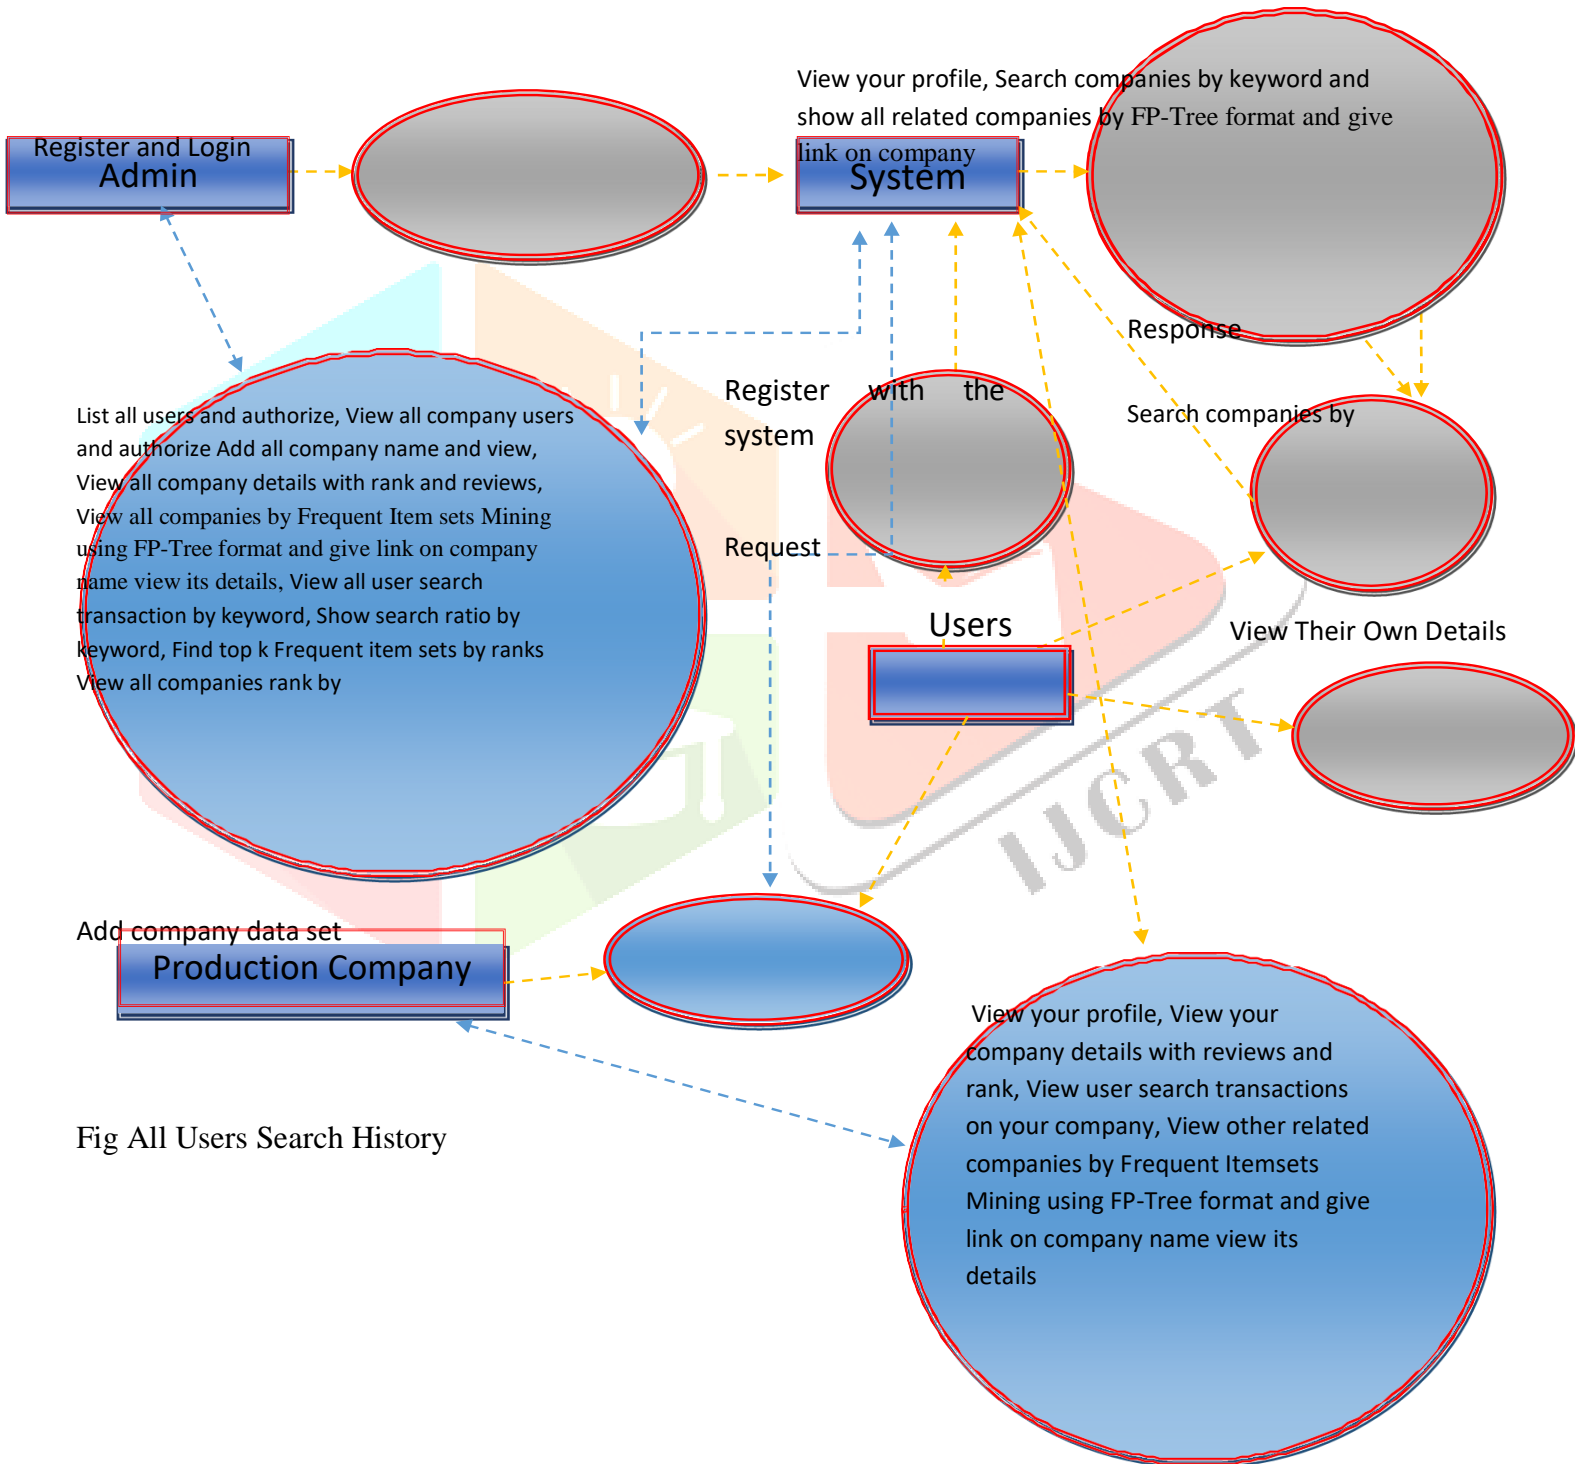 View your profile, Search companies by keyword and
show all related companies by FP-Tree format and give
link on company
Register and Login
Admin
System
Response
Register with the
system
Search companies by
List all users and authorize, View all company users
and authorize Add all company name and view,
View all company details with rank and reviews,
View all companies by Frequent Item sets Mining
using FP-Tree format and give link on company
name view its details, View all user search
transaction by keyword, Show search ratio by
keyword, Find top k Frequent item sets by ranks
View all companies rank by
Request
Users
View Their Own Details
IJCRT
Add company data set
Production Company
View your profile, View your
company details with reviews and
rank, View user search transactions
on your company, View other related
companies by Frequent Itemsets
Mining using FP-Tree format and give
link on company name view its
details
Fig All Users Search History